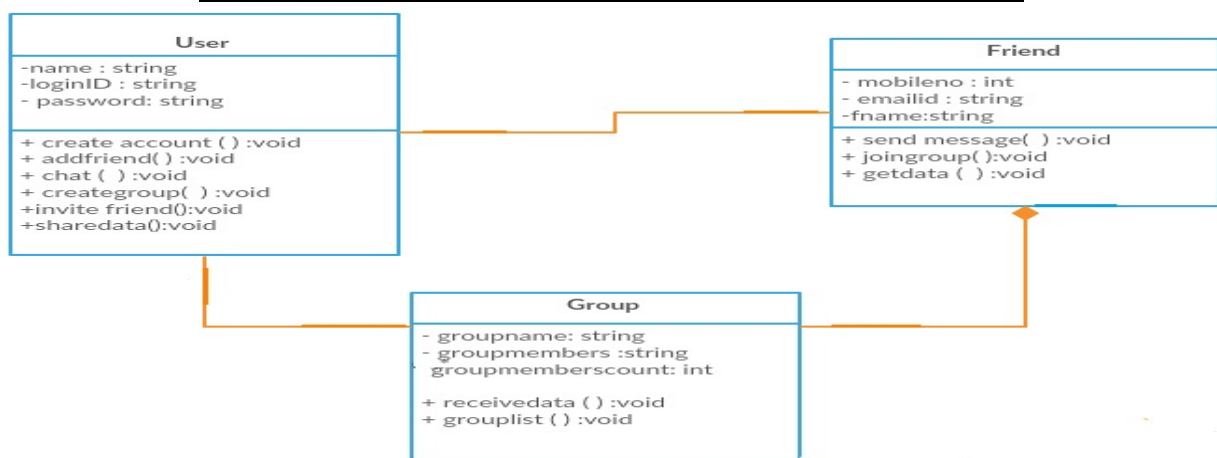 User
-name : string
-loginID : string
- password: string
+ create account ( ) :void
+ addfriend( ) :void
+ chat ( ) :void
+ creategroup( ) :void
+invite friend():void
+sharedata():void
Friend
- mobileno : int
- emailid : string
-fname:string
+ send message( ) :void
+ joingroup( ):void
+ getdata ( ) :void
Group
- groupname: string
- groupmembers :string
groupmemberscount: int
+ receivedata ( ) :void
+ grouplist ( ) :void